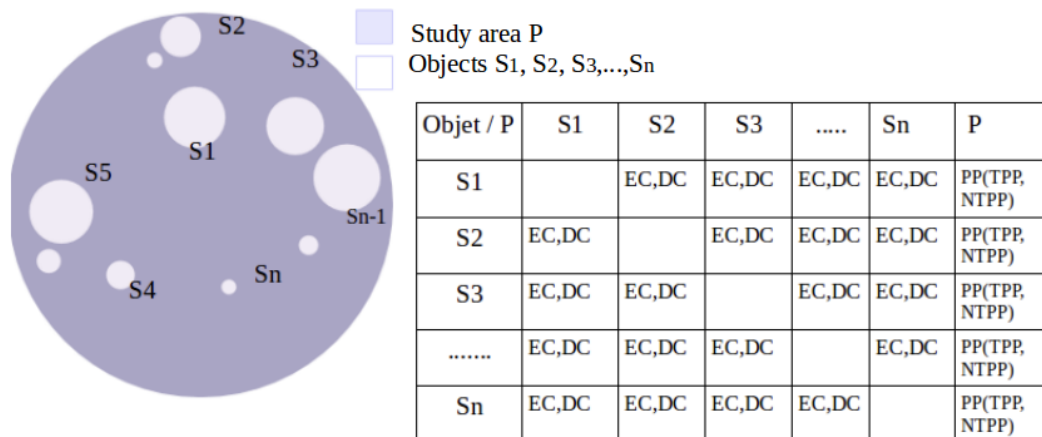 S2
S3
S1
S5
Sn-1
Sn
S4
Study area P
Objects S1, S2, S3,...,Sn
Objet / P S1 S2 S3 ..... Sn P
S1 EC,DC EC,DC EC,DC EC,DC PP(TPP,
NTPP)
S2 EC,DC EC,DC EC,DC EC,DC PP(TPP,
NTPP)
S3 EC,DC EC,DC EC,DC EC,DC PP(TPP,
NTPP)
....... EC,DC EC,DC EC,DC EC,DC PP(TPP,
NTPP)
Sn EC,DC EC,DC EC,DC EC,DC PP(TPP,
NTPP)